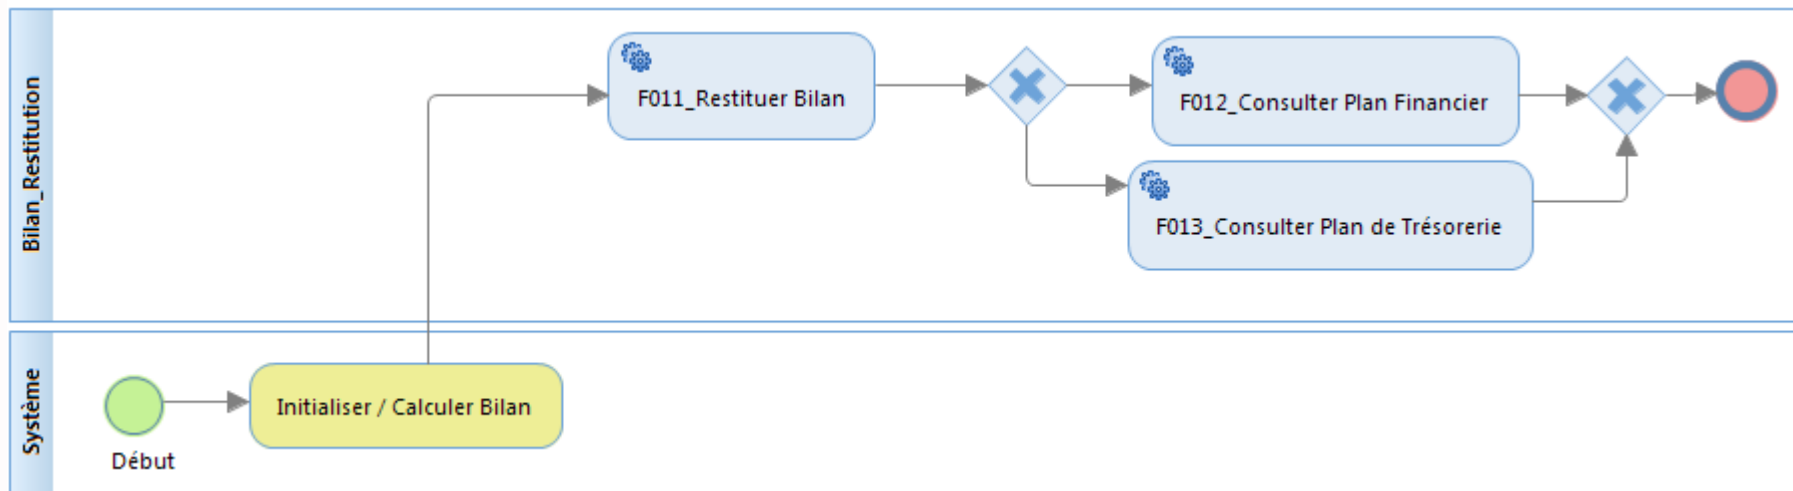 Bilan_Restitution
F011_Restituer Bilan
F012_Consulter Plan Financier
F013_Consulter Plan de Trésorerie
Système
Initialiser / Calculer Bilan
Début